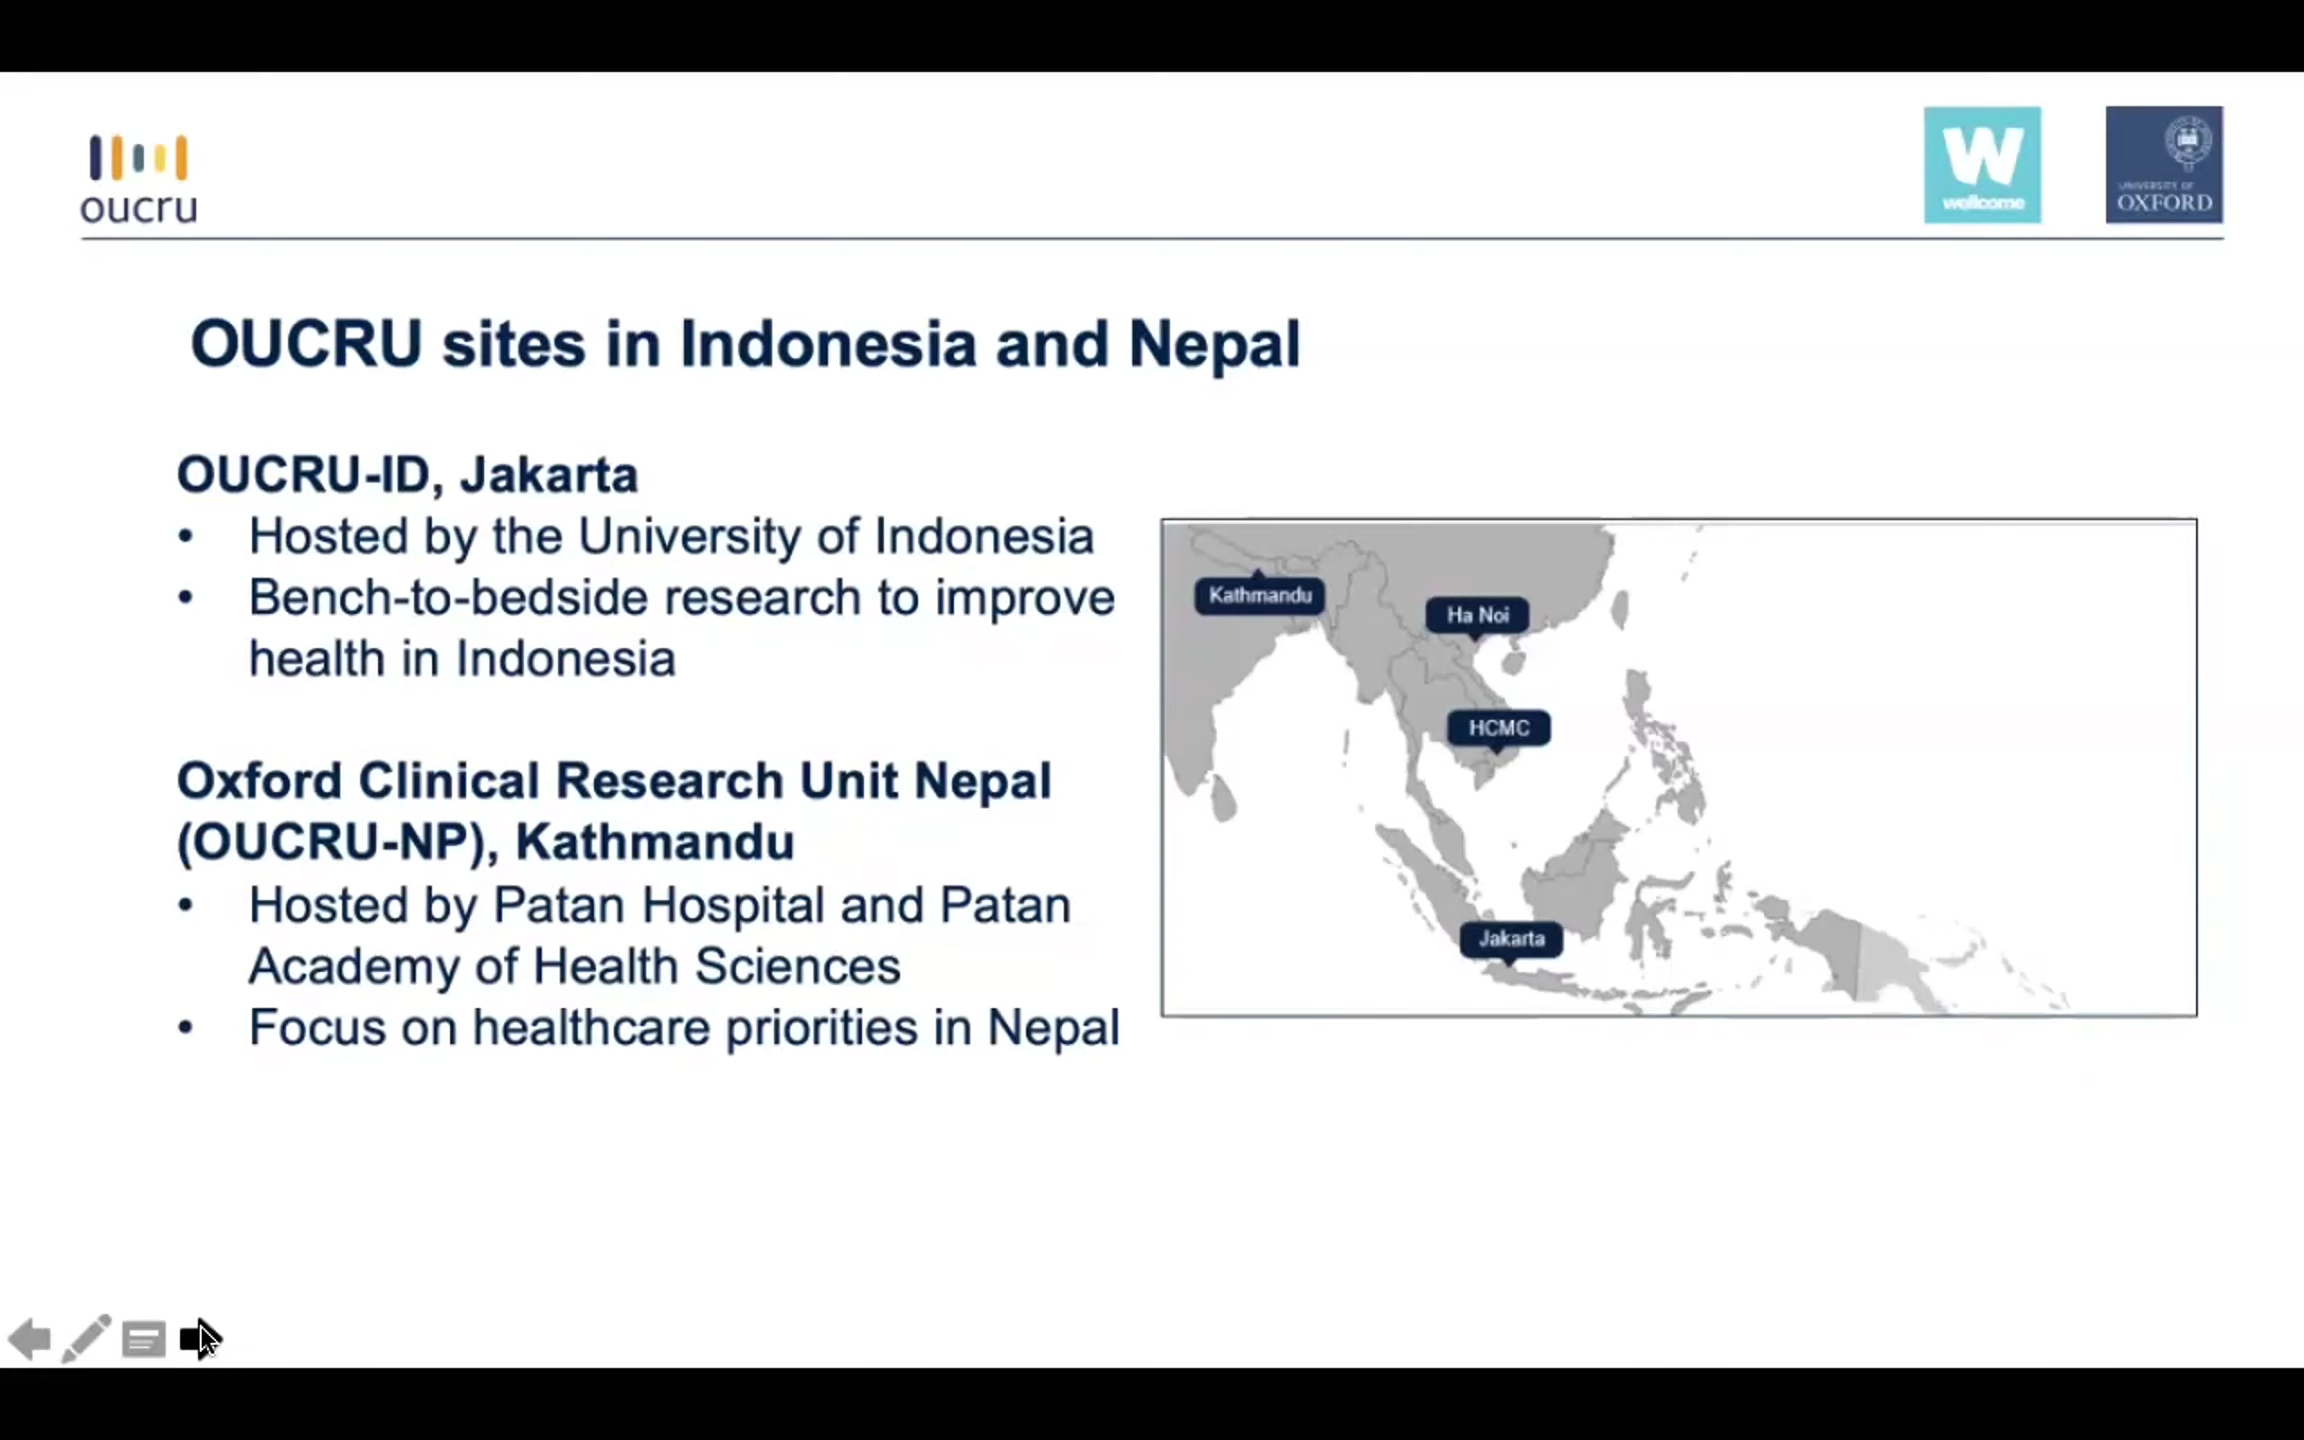 oucru
W
wellcome
UNIVERSITY OF
OXFORD
OUCRU sites in Indonesia and Nepal
OUCRU-ID, Jakarta
• Hosted by the University of Indonesia
• Bench-to-bedside research to improve
health in Indonesia
Oxford Clinical Research Unit Nepal
(OUCRU-NP), Kathmandu
• Hosted by Patan Hospital and Patan
Academy of Health Sciences
• Focus on healthcare priorities in Nepal
Kathmandu
Ha Noi
HCMC
Jakarta